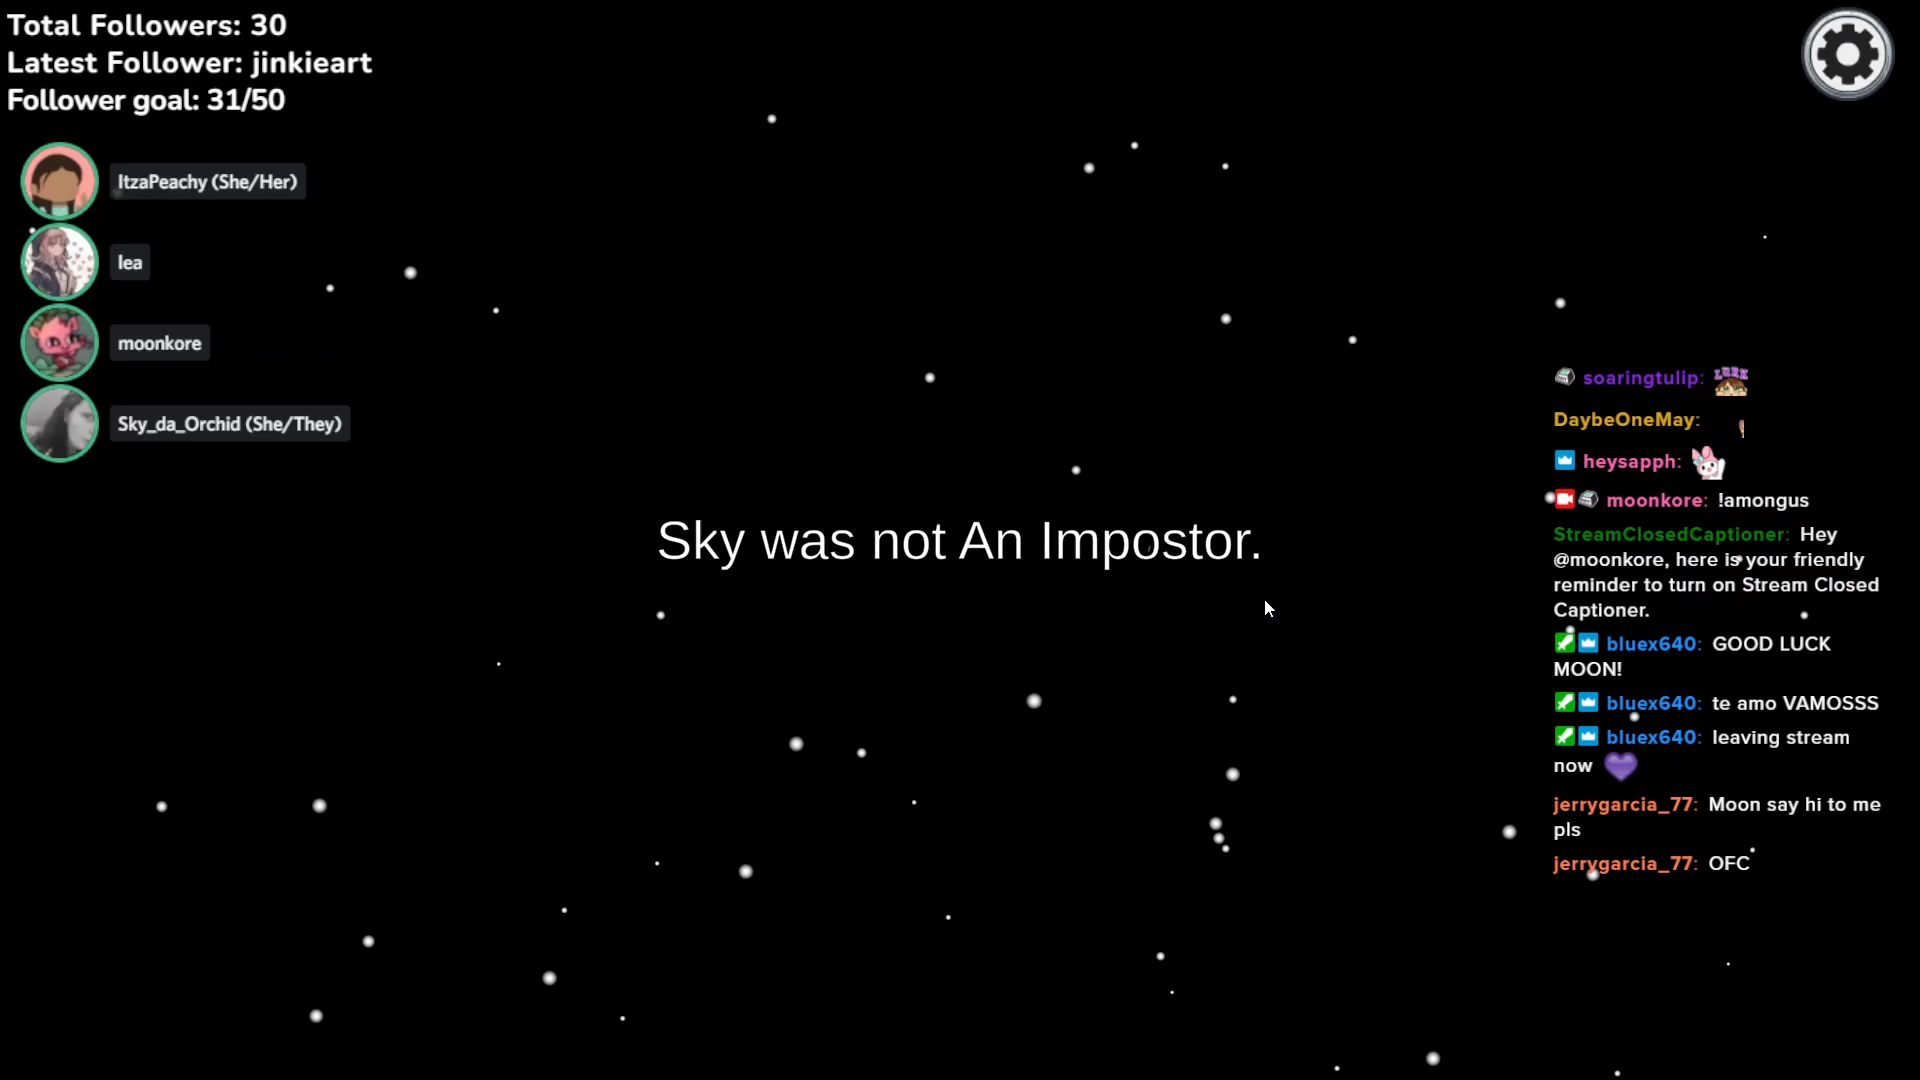 Total Followers: 30
Latest Follower: jinkieart
Follower goal: 31/50
ItzaPeachy (She/Her)
lea
moonkore
Sky_da_Orchid (She/They)
Sky was not An Impostor.
soaringtulip: LURK
DaybeOneMay:
heysapph:
moonkore: !amongus
StreamClosedCaptioner: Hey
@moonkore, here is your friendly
reminder to turn on Stream Closed
Captioner.
bluex640: GOOD LUCK
MOON!
bluex640: te amo VAMOSSS
bluex640: leaving stream
now
jerrygarcia_77: Moon say hi to me
pls
jerrygarcia_77: OFC